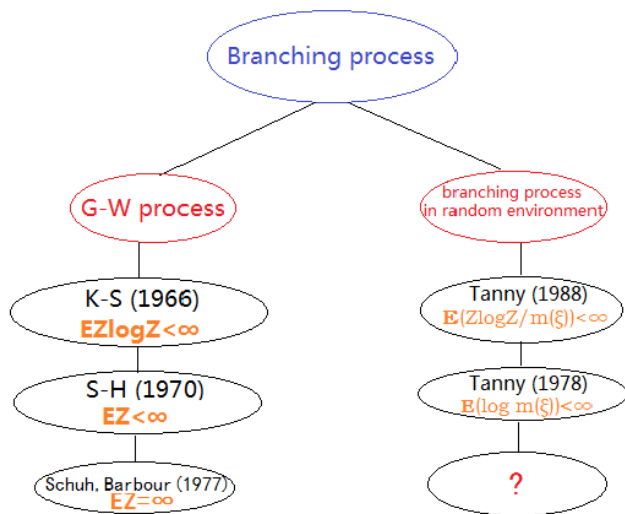 Branching process
G-W process
branching process
in random environment
K-S (1966)
EZlogZ<∞
Tanny (1988)
E(ZlogZ/m(ξ))<∞
S-H (1970)
EZ<∞
Tanny (1978)
E(log m(ξ))<∞
Schuh, Barbour (1977)
EZ=∞
?